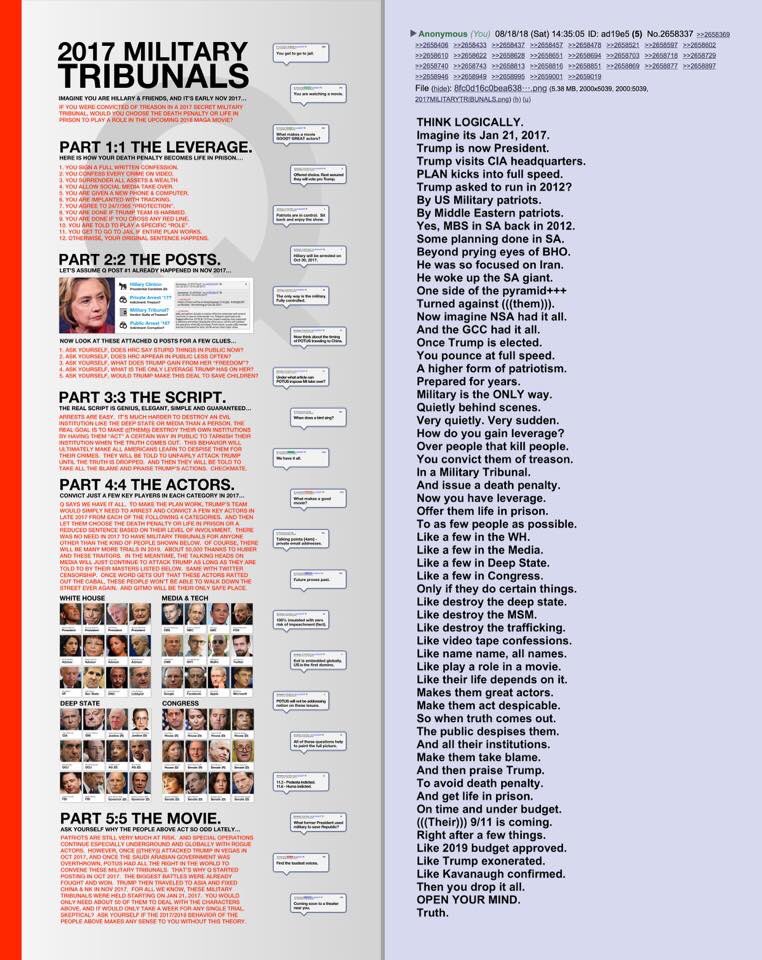 2017 MILITARY
TRIBUNALS
IMAGINE YOU ARE HILLARY & FRIENDS, AND IT'S EARLY NOV 2017...
IF YOU WERE CONVICTED OF TREASON IN A 2017 SECRET MILITARY
TRIBUNAL, WOULD YOU CHOOSE THE DEATH PENALTY OR LIFE IN
PRISON TO PLAY A ROLE IN THE UPCOMING 2018 MAGA MOVIE?
PART 1:1 THE LEVERAGE.
HERE IS HOW YOUR DEATH PENALTY BECOMES LIFE IN PRISON....
1. YOU SIGN A FULL WRITTEN CONFESSION.
2. YOU CONFESS EVERY CRIME ON VIDEO.
3. YOU SURRENDER ALL ASSETS & WEALTH.
4. YOU ALLOW SOCIAL MEDIA TAKE OVER.
5. YOU ARE GIVEN A NEW PHONE & COMPUTER.
6. YOU ARE IMPLANTED WITH TRACKING.
7. YOU AGREE TO 24/7/365 "PROTECTION".
8. YOU ARE DONE IF TRUMP TEAM IS HARMED.
9. YOU ARE DONE IF YOU CROSS ANY RED LINE.
10. YOU ARE TOLD TO PLAY A SPECIFIC "ROLE".
11. YOU GET TO GO JAIL IF ENTIRE PLAN WORKS.
12. OTHERWISE, YOUR ORIGINAL SENTENCE HAPPENS.
PART 2:2 THE POSTS.
LET'S ASSUME Q POST #1 ALREADY HAPPENED IN NOV 2017...
Hillary Clinton
Presidential Candidate (D)
Private Arrest "1??
Indictment: Treason?
Military Tribunal?
Verdict: Guilty of Treason?
Public Arrest "16?
Indictment: Corruption?
NOW LOOK AT THESE ATTACHED Q POSTS FOR A FEW CLUES...
1. ASK YOURSELF, DOES HRC SAY STUPID THINGS IN PUBLIC NOW?
2. ASK YOURSELF, DOES HRC APPEAR IN PUBLIC LESS OFTEN?
3. ASK YOURSELF, WHAT DOES TRUMP GAIN FROM HER "FREEDOM"?
4. ASK YOURSELF, WHAT IS THE ONLY LEVERAGE TRUMP HAS ON HER?
5. ASK YOURSELF, WOULD TRUMP MAKE THIS DEAL TO SAVE CHILDREN?
PART 3:3 THE SCRIPT.
THE REAL SCRIPT IS GENIUS, ELEGANT, SIMPLE AND GUARANTEED...
ARRESTS ARE EASY. IT'S MUCH HARDER TO DESTROY AN EVIL
INSTITUTION LIKE THE DEEP STATE OR MEDIA THAN A PERSON. THE
REAL GOAL IS TO MAKE (((THEM))) DESTROY THEIR OWN INSTITUTIONS
BY HAVING THEM "ACT" A CERTAIN WAY IN PUBLIC TO TARNISH THEIR
INSTITUTION WHEN THE TRUTH COMES OUT. THIS BEHAVIOR WILL
ULTIMATELY MAKE ALL AMERICANS LEARN TO DESPISE THEM FOR
THEIR CRIMES. THEY WILL BE TOLD TO UNFAIRLY ATTACK TRUMP
UNTIL THE TRUTH IS DROPPED. AND THEN THEY WILL BE TOLD TO
TAKE ALL THE BLAME AND PRAISE TRUMP'S ACTIONS. CHECKMATE.
PART 4:4 THE ACTORS.
CONVICT JUST A FEW KEY PLAYERS IN EACH CATEGORY IN 2017...
Q SAYS WE HAVE IT ALL. TO MAKE THE PLAN WORK, TRUMP'S TEAM
WOULD SIMPLY NEED TO ARREST AND CONVICT A FEW KEY ACTORS IN
LATE 2017 FROM EACH OF THE FOLLOWING 4 CATEGORIES. AND THEN
LET THEM CHOOSE THE DEATH PENALTY OR LIFE IN PRISON OR A
REDUCED SENTENCE BASED ON THEIR LEVEL OF INVOLVMENT. THERE
WAS NO NEED IN 2017 TO HAVE MILITARY TRIBUNALS FOR ANYONE
OTHER THAN THE KIND OF PEOPLE SHOWN BELOW. OF COURSE, THERE
WILL BE MANY MORE TRIALS IN 2019. ABOUT 50,000 THANKS TO HUBER
AND THESE TRAITORS. IN THE MEANTIME, THE TALKING HEADS ON
MEDIA WILL JUST CONTINUE TO ATTACK TRUMP AS LONG AS THEY ARE
TOLD TO BY THEIR MASTERS LISTED BELOW. SAME WITH TWITTER
CENSORSHIP. ONCE WORD GETS OUT THAT THESE ACTORS RATTED
OUT THE CABAL, THESE PEOPLE WON'T BE ABLE TO WALK DOWN THE
STREET EVER AGAIN. AND GITMO WILL BE THEIR ONLY SAFE PLACE.
WHITE HOUSE
MEDIA & TECH
DEEP STATE
CONGRESS
PART 5:5 THE MOVIE.
ASK YOURSELF WHY THE PEOPLE ABOVE ACT SO ODD LATELY...
PATRIOTS ARE STILL VERY MUCH AT RISK. AND SPECIAL OPERATIONS
CONTINUE ESPECIALLY UNDERGROUND & GLOBALLY WITH ROGUE
ACTORS. HOWEVER, ONCE (((THEY))) ATTACKED TRUMP IN VEGAS IN
OCT 2017, AND ONCE THE SAUDI ARABIAN GOVERNMENT WAS
OVERTHROWN, POTUS HAD ALL THE RIGHT IN THE WORLD TO
CONVENE THESE MILITARY TRIBUNALS. THAT'S WHY Q STARTED
POSTING IN OCT 2017. THE BIGGEST BATTLES WERE ALREADY
FOUGHT AND WON. TRUMP THEN TRAVELED TO ASIA AND FIXED
CHINA & NK IN NOV 2017. FOR ALL WE KNOW, THESE MILITARY
TRIBUNALS WERE HELD STARTING ON JAN 21, 2017. YOU WOULD
ONLY NEED ABOUT 50 OF THEM TO DEAL WITH THE CHARACTERS
ABOVE, AND IT WOULD ONLY TAKE A WEEK FOR ANY SINGLE TRIAL.
SKEPTICAL? ASK YOURSELF IF THE 2017/2018 BEHAVIOR OF THE
PEOPLE ABOVE MAKES ANY SENSE TO YOU WITHOUT THIS THEORY.
You get to go to jail.
You are watching a movie.
What makes a movie
GOOD? GREAT actors?
Offered choice. Rest assured
they will role pro Trump.
Patriots are in control. Sit
back and enjoy the show.
Hillary will be arrested on
Oct 30, 2017.
The only way is the military.
Fully controlled.
Now think about the timing
of POTUS traveling to China.
Under what article can
POTUS impose MI take over?
When does a bird sing?
We have it all.
What makes a good
movie?
Talking points (4am) -
private email addresses.
Future proves past.
100% insulated with zero
risk of impeachment (fact).
Evil is embedded globally.
US is the first domino.
POTUS will not be addressing
nation on these issues.
All of these questions help
to paint the full picture.
11.3 - Podesta indicted.
11.6 - Huma indicted.
What former President used
military to save Republic?
Find the loudest voices.
Coming soon to a theater
near you.
Anonymous (You) 08/18/18 (Sat) 14:35:05 ID: ad19e5 (5) No.2658337 >>2658369
>>2658406 >>2658433 >>2658437 >>2658457 >>2658478 >>2658521 >>2658597 >>2658602
>>2658610 >>2658622 >>2658628 >>2658651 >>2658694 >>2658703 >>2658718 >>2658729
>>2658740 >>2658743 >>2658813 >>2658816 >>2658851 >>2658869 >>2658877 >>2658897
>>2658946 >>2658949 >>2658995 >>2659001 >>2659019
File (hide): 8fc0d16c0bea638⋯.png (5.38 MB, 2000x5039, 2000:5039,
2017MILITARYTRIBUNALS.png) (h) (u)
THINK LOGICALLY.
Imagine its Jan 21, 2017.
Trump is now President.
Trump visits CIA headquarters.
PLAN kicks into full speed.
Trump asked to run in 2012?
By US Military patriots.
By Middle Eastern patriots.
Yes, MBS in SA back in 2012.
Some planning done in SA.
Beyond prying eyes of BHO.
He was so focused on Iran.
He woke up the SA giant.
One side of the pyramid+++
Turned against (((them))).
Now imagine NSA had it all.
And the GCC had it all.
Once Trump is elected.
You pounce at full speed.
A higher form of patriotism.
Prepared for years.
Military is the ONLY way.
Quietly behind scenes.
Very quietly. Very sudden.
How do you gain leverage?
Over people that kill people.
You convict them of treason.
In a Military Tribunal.
And issue a death penalty.
Now you have leverage.
Offer them life in prison.
To as few people as possible.
Like a few in the WH.
Like a few in the Media.
Like a few in Deep State.
Like a few in Congress.
Only if they do certain things.
Like destroy the deep state.
Like destroy the MSM.
Like destroy the trafficking.
Like video tape confessions.
Like name name, all names.
Like play a role in a movie.
Like their life depends on it.
Makes them great actors.
Make them act despicable.
So when truth comes out.
The public despises them.
And all their institutions.
Make them take blame.
And then praise Trump.
To avoid death penalty.
And get life in prison.
On time and under budget.
(((Their))) 9/11 is coming.
Right after a few things.
Like 2019 budget approved.
Like Trump exonerated.
Like Kavanaugh confirmed.
Then you drop it all.
OPEN YOUR MIND.
Truth.